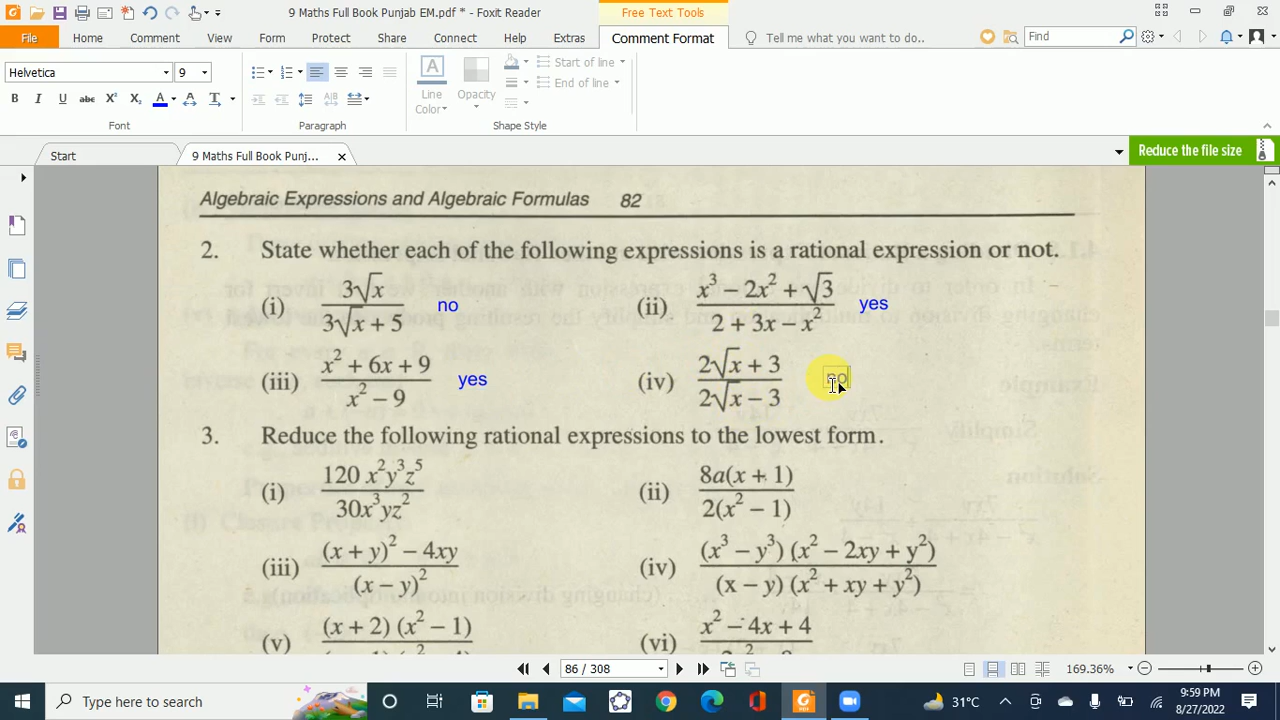 9 Maths Full Book Punjab EM.pdf * - Foxit Reader
Free Text Tools
File Home Comment View Form Protect Share Connect Help Extras Comment Format Tell me what you want to do.. Find
Helvetica 9
Start of line
End of line
Line Color
Opacity
Font Paragraph Shape Style
Start 9 Maths Full Book Punj... Reduce the file size
Algebraic Expressions and Algebraic Formulas 82
2. State whether each of the following expressions is a rational expression or not.
(i) 3√x / 3√x + 5 no (ii) x³ − 2x² + √3 / 2 + 3x − x² yes
(iii) x² + 6x + 9 / x² − 9 yes (iv) 2√x + 3 / 2√x − 3 no
3. Reduce the following rational expressions to the lowest form.
(i) 120 x²y³z⁵ / 30x³yz² (ii) 8a(x + 1) / 2(x² − 1)
(iii) (x + y)² − 4xy / (x − y)² (iv) (x³ − y³) (x² − 2xy + y²) / (x − y) (x² + xy + y²)
(v) (x + 2) (x² − 1) (vi) x² − 4x + 4
86 / 308 169.36%
Type here to search 31°C 9:59 PM
8/27/2022